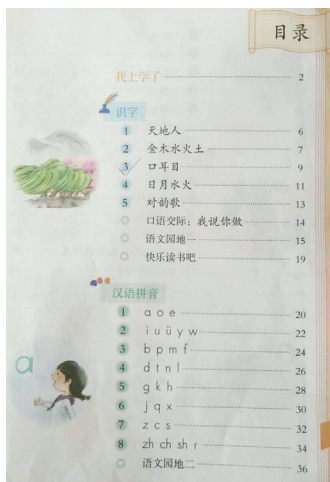 目录
我上学了 2
识字
1 天地人 6
2 金木水火土 7
3 口耳目 9
4 日月水火 11
5 对韵歌 13
口语交际：我说你做 14
语文园地一 15
快乐读书吧 19
汉语拼音
1 ɑ o e 20
2 i u ü y w 22
3 b p m f 24
4 d t n l 26
5 g k h 28
6 j q x 30
7 z c s 32
8 zh ch sh r 34
语文园地二 36
ɑ